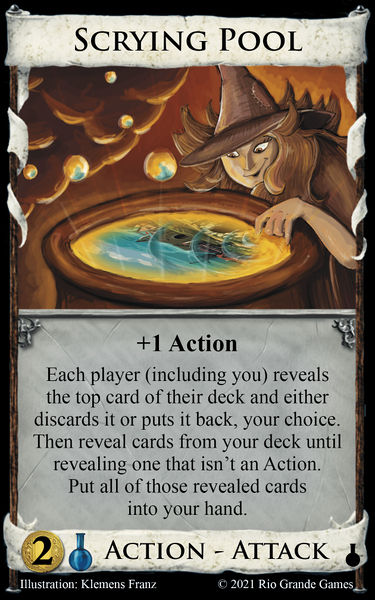 Scrying Pool
+1 Action
Each player (including you) reveals
the top card of their deck and either
discards it or puts it back, your choice.
Then reveal cards from your deck until
revealing one that isn't an Action.
Put all of those revealed cards
into your hand.
2 Action - Attack
Illustration: Klemens Franz © 2021 Rio Grande Games